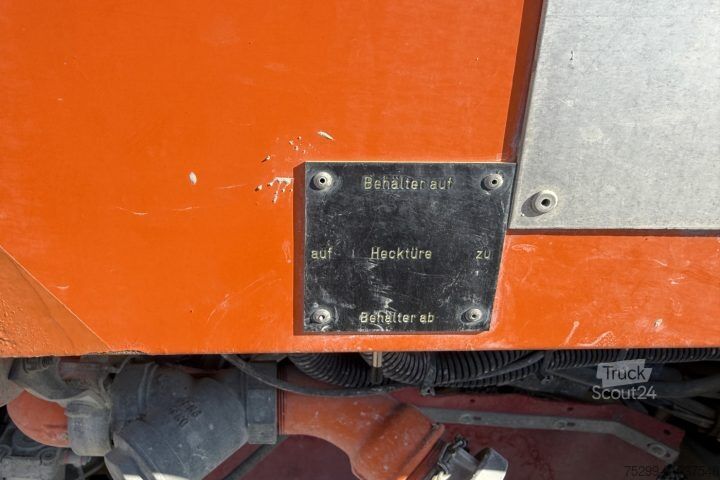 Behälter auf
auf Hecktüre zu
Behälter ab
Truck
Scout24